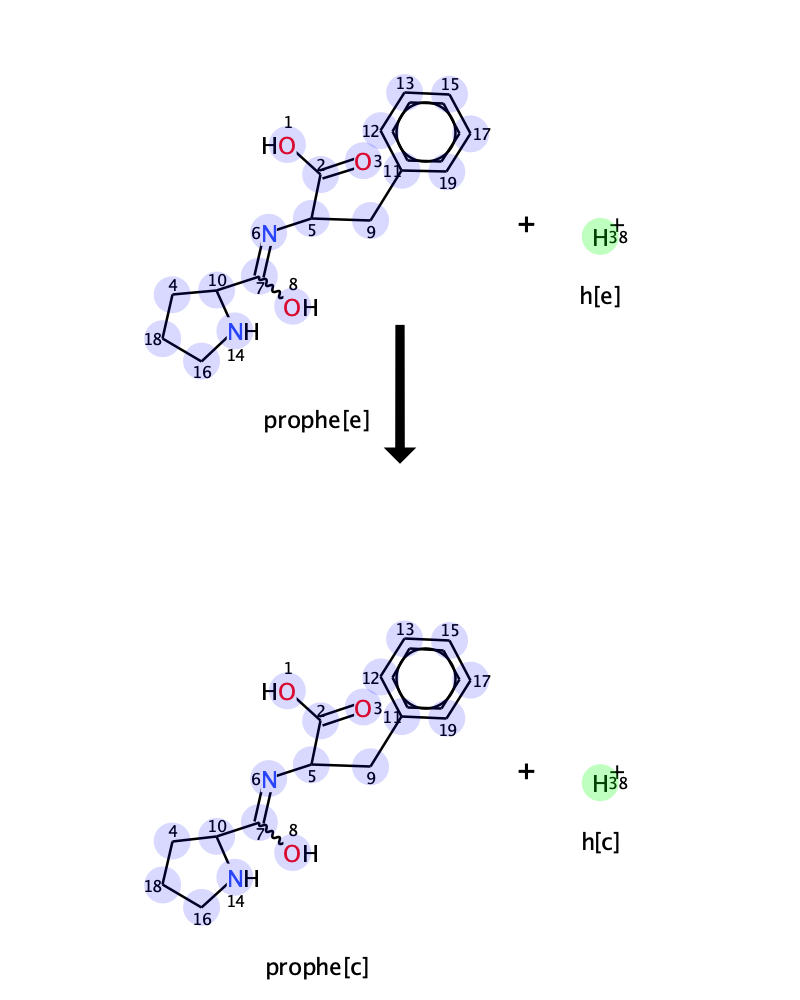 13 15
1
HO 12 17
2 O 3 11
19
6 N 5 9
4 10 8
7 OH
18 NH
16 14
+ H + 38
h[e]
prophe[e]
13 15
1
HO 12 17
2 O 3 11
19
6 N 5 9
4 10 8
7 OH
18 NH
16 14
+ H + 38
h[c]
prophe[c]